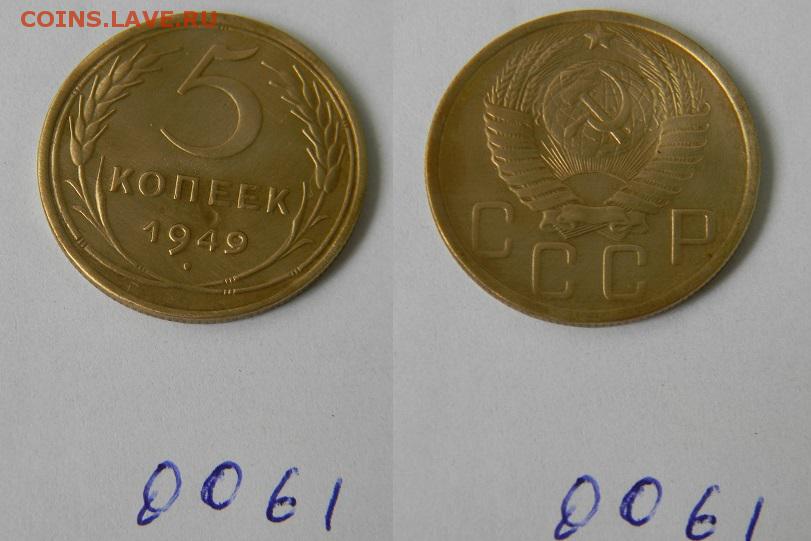 COINS.LAVE.RU
5
КОПЕЕК
1949
СССР
0061
0061